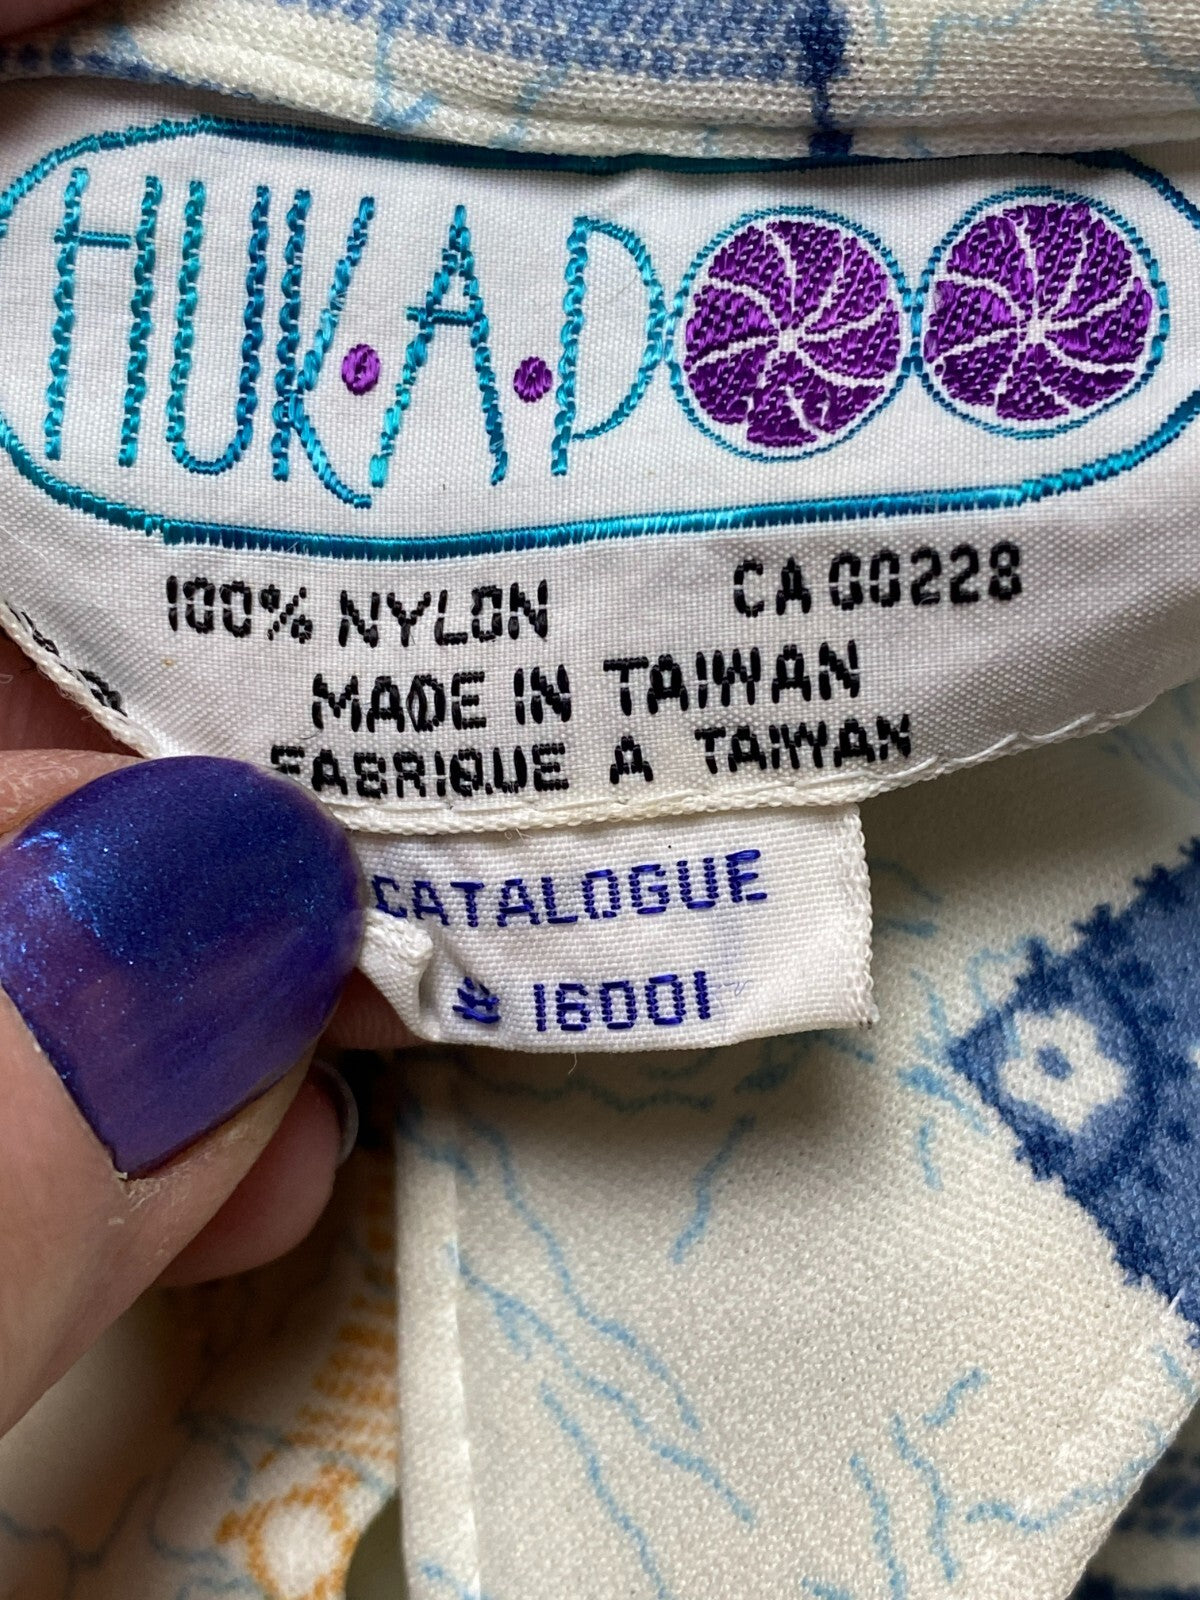 HUK•A•POO
100% NYLON CA 00228
MADE IN TAIWAN
FABRIQUE A TAIWAN
CATALOGUE
# 16001